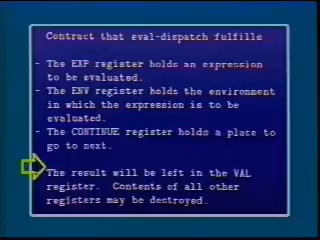 Contract that eval-dispatch fulfills
- The EXP register holds an expression
to be evaluated.
- The ENV register holds the environment
in which the expression is to be
evaluated.
- The CONTINUE register holds a place to
go to next.
The result will be left in the VAL
register. Contents of all other
registers may be destroyed.